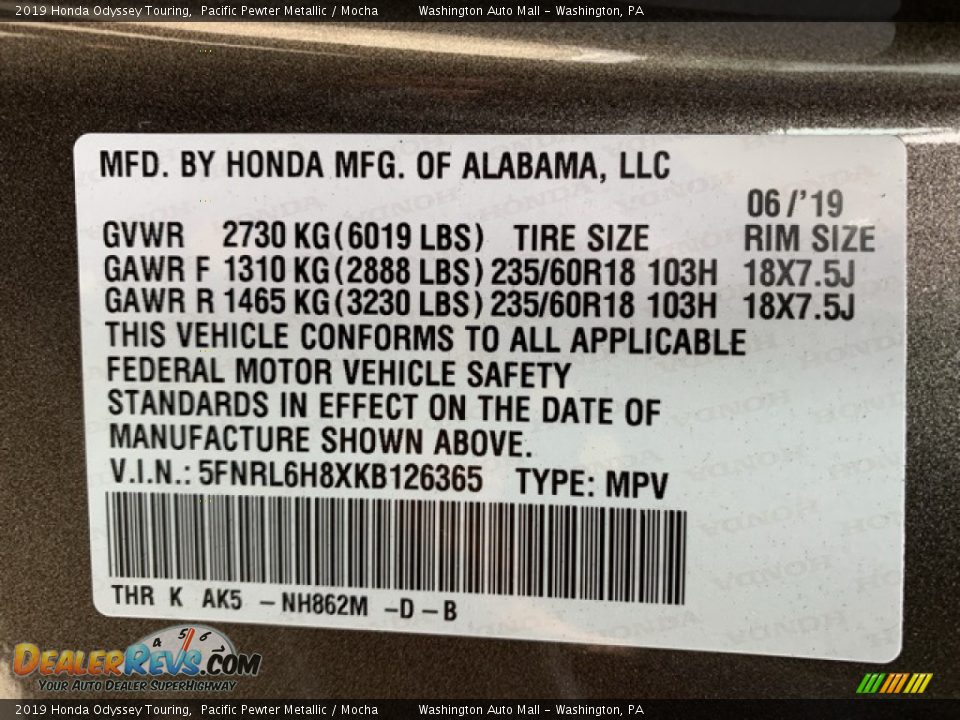 2019 Honda Odyssey Touring, Pacific Pewter Metallic / Mocha Washington Auto Mall - Washington, PA
MFD. BY HONDA MFG. OF ALABAMA, LLC
06/'19
GVWR 2730 KG(6019 LBS) TIRE SIZE RIM SIZE
GAWR F 1310 KG(2888 LBS) 235/60R18 103H 18X7.5J
GAWR R 1465 KG(3230 LBS) 235/60R18 103H 18X7.5J
THIS VEHICLE CONFORMS TO ALL APPLICABLE
FEDERAL MOTOR VEHICLE SAFETY
STANDARDS IN EFFECT ON THE DATE OF
MANUFACTURE SHOWN ABOVE.
V.I.N.: 5FNRL6H8XKB126365 TYPE: MPV
THR K AK5 -NH862M -D-B
4 5 6
DEALERREVS.COM
YOUR AUTO DEALER SUPERHIGHWAY
2019 Honda Odyssey Touring, Pacific Pewter Metallic / Mocha Washington Auto Mall - Washington, PA